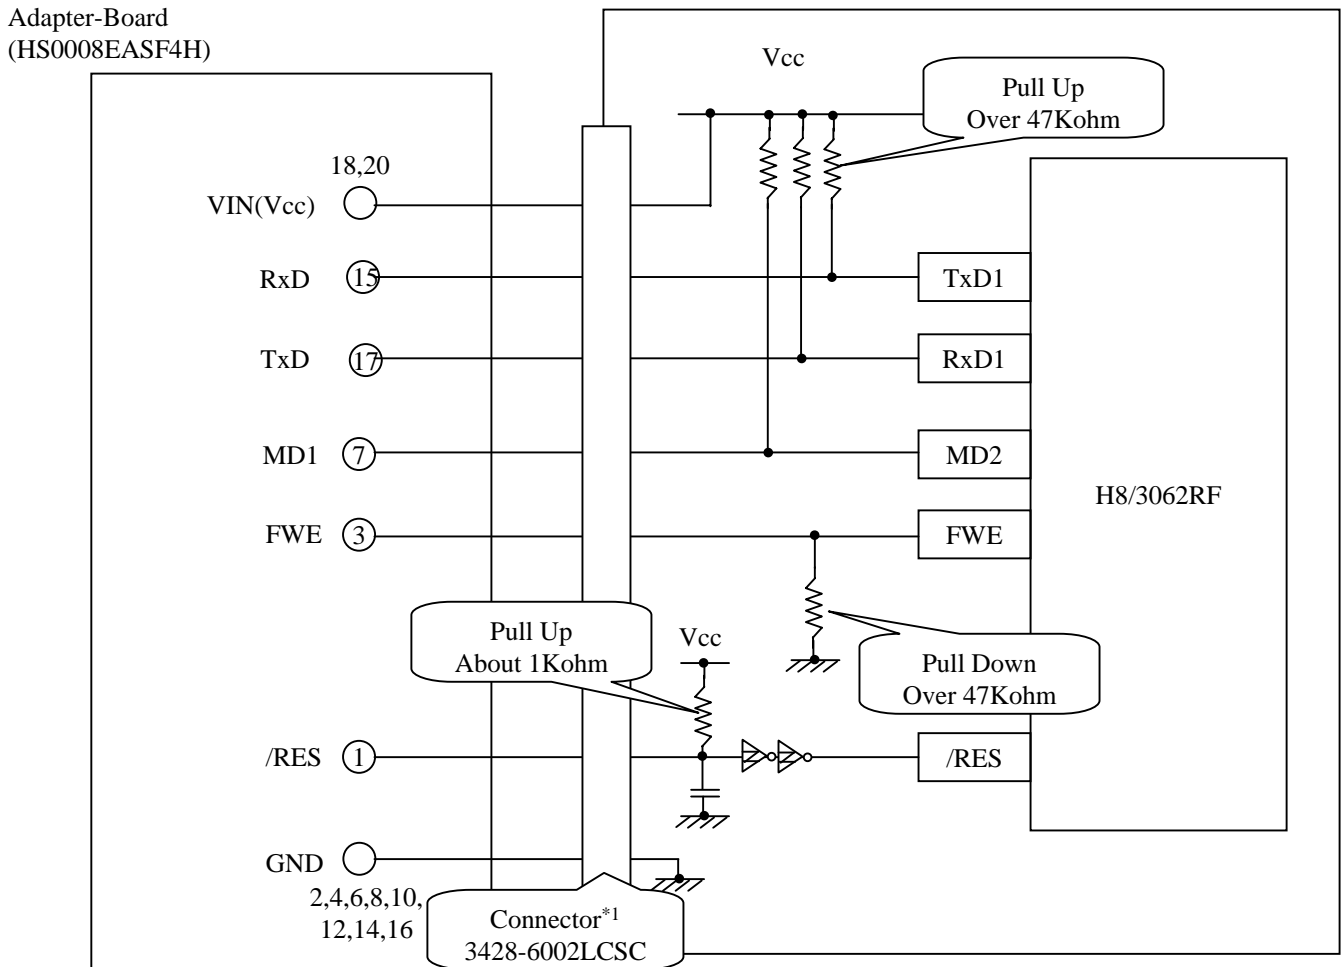 Adapter-Board
(HS0008EASF4H)
Vcc
Pull Up
Over 47Kohm
18,20
VIN(Vcc)
RxD 15
TxD1
TxD 17
RxD1
MD1 7
MD2
H8/3062RF
FWE 3
FWE
Pull Up
About 1Kohm
Vcc
Pull Down
Over 47Kohm
/RES 1
/RES
GND
2,4,6,8,10,
12,14,16
Connector*1
3428-6002LCSC